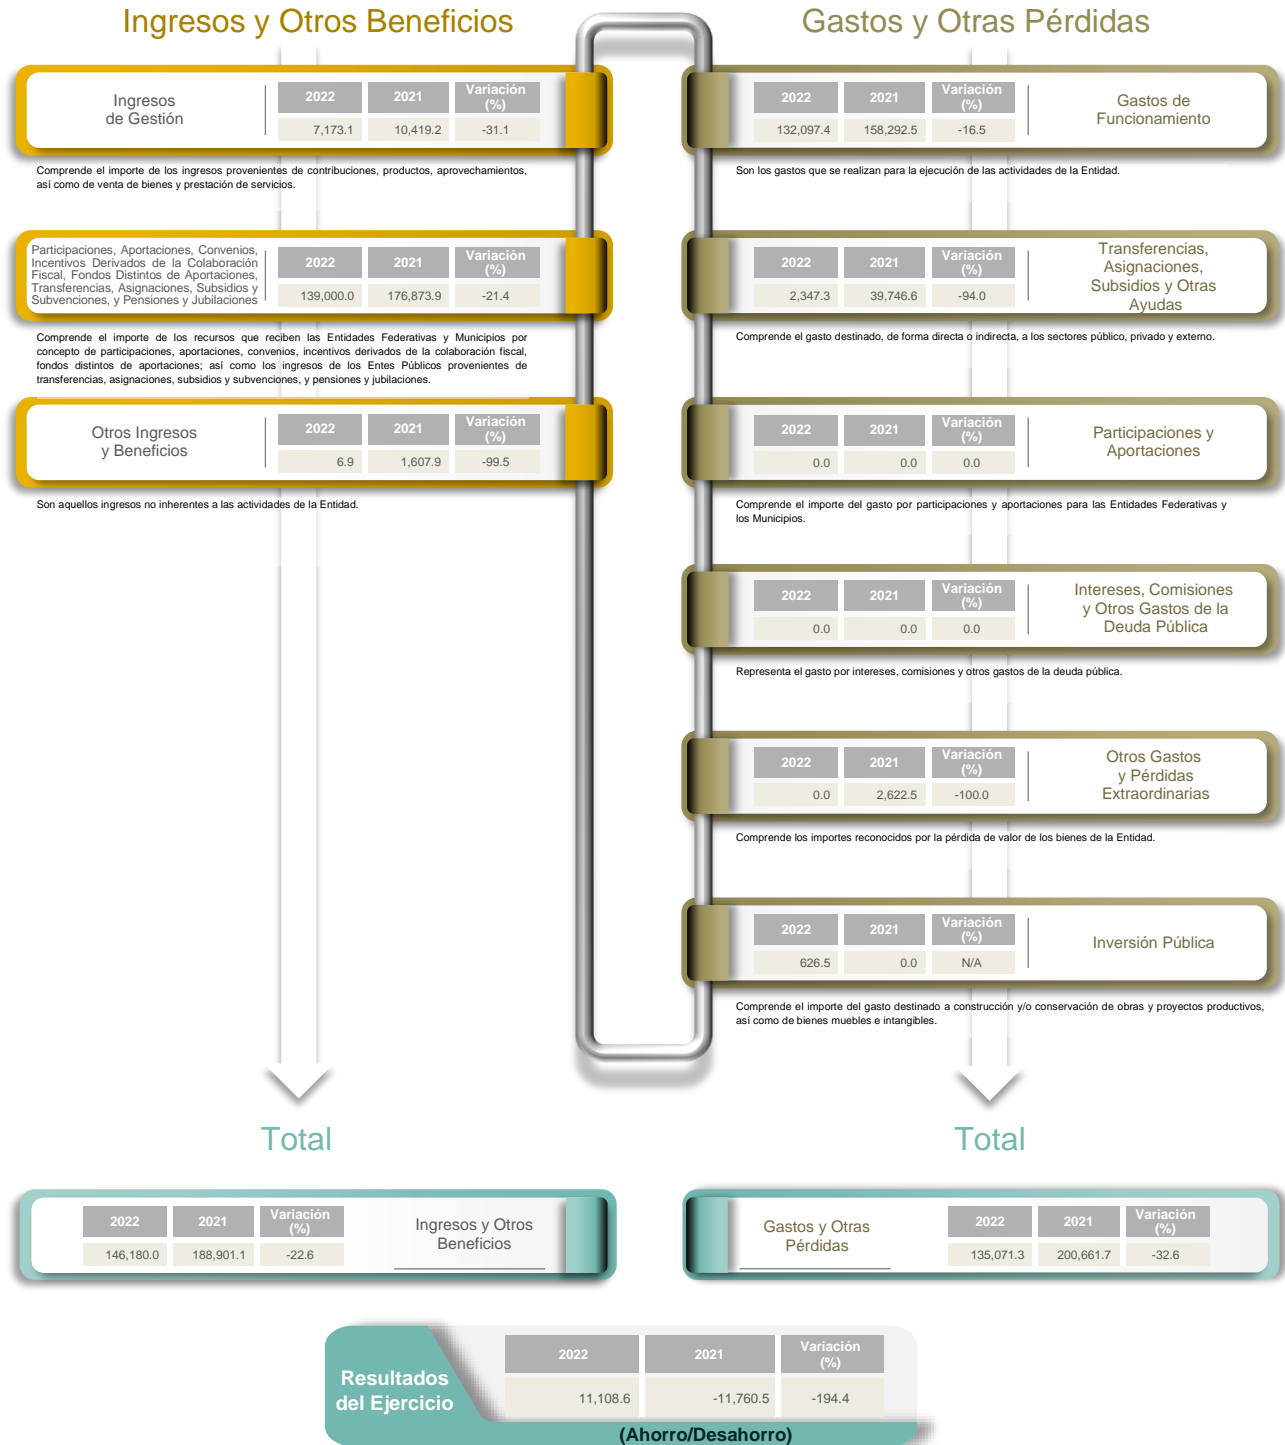 Ingresos y Otros Beneficios
Ingresos
de Gestión
2022 2021 Variación
(%)
7,173.1 10,419.2 -31.1
Comprende el importe de los ingresos provenientes de contribuciones, productos, aprovechamientos,
así como de venta de bienes y prestación de servicios.
Participaciones, Aportaciones, Convenios,
Incentivos Derivados de la Colaboración
Fiscal, Fondos Distintos de Aportaciones,
Transferencias, Asignaciones, Subsidios y
Subvenciones, y Pensiones y Jubilaciones
2022 2021 Variación
(%)
139,000.0 176,873.9 -21.4
Comprende el importe de los recursos que reciben las Entidades Federativas y Municipios por
concepto de participaciones, aportaciones, convenios, incentivos derivados de la colaboración fiscal,
fondos distintos de aportaciones; así como los ingresos de los Entes Públicos provenientes de
transferencias, asignaciones, subsidios y subvenciones, y pensiones y jubilaciones.
Otros Ingresos
y Beneficios
2022 2021 Variación
(%)
6.9 1,607.9 -99.5
Son aquellos ingresos no inherentes a las actividades de la Entidad.
Gastos y Otras Pérdidas
2022 2021 Variación
(%)
132,097.4 158,292.5 -16.5
Gastos de
Funcionamiento
Son los gastos que se realizan para la ejecución de las actividades de la Entidad.
2022 2021 Variación
(%)
2,347.3 39,746.6 -94.0
Transferencias,
Asignaciones,
Subsidios y Otras
Ayudas
Comprende el gasto destinado, de forma directa o indirecta, a los sectores público, privado y externo.
2022 2021 Variación
(%)
0.0 0.0 0.0
Participaciones y
Aportaciones
Comprende el importe del gasto por participaciones y aportaciones para las Entidades Federativas y
los Municipios.
2022 2021 Variación
(%)
0.0 0.0 0.0
Intereses, Comisiones
y Otros Gastos de la
Deuda Pública
Representa el gasto por intereses, comisiones y otros gastos de la deuda pública.
2022 2021 Variación
(%)
0.0 2,622.5 -100.0
Otros Gastos
y Pérdidas
Extraordinarias
Comprende los importes reconocidos por la pérdida de valor de los bienes de la Entidad.
2022 2021 Variación
(%)
626.5 0.0 N/A
Inversión Pública
Comprende el importe del gasto destinado a construcción y/o conservación de obras y proyectos productivos,
así como de bienes muebles e intangibles.
Total
2022 2021 Variación
(%)
146,180.0 188,901.1 -22.6
Ingresos y Otros
Beneficios
Total
Gastos y Otras
Pérdidas
2022 2021 Variación
(%)
135,071.3 200,661.7 -32.6
Resultados
del Ejercicio
2022 2021 Variación
(%)
11,108.6 -11,760.5 -194.4
(Ahorro/Desahorro)